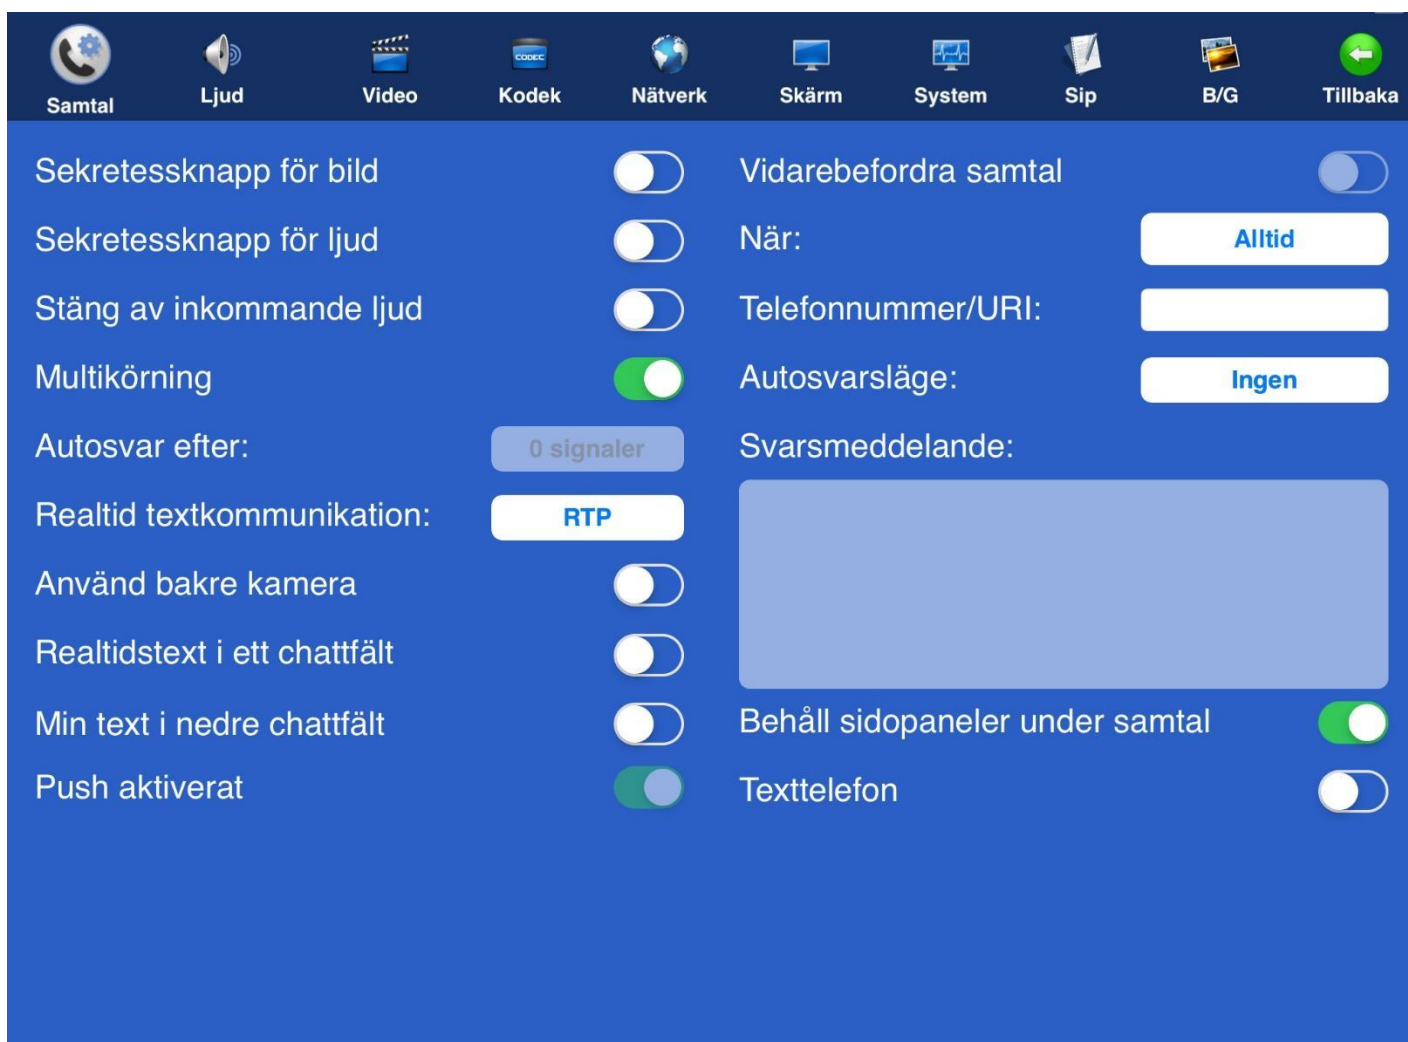 Samtal
Ljud
Video
CODEC
Kodek
Nätverk
Skärm
System
Sip
B/G
Tillbaka
Sekretessknapp för bild
Sekretessknapp för ljud
Stäng av inkommande ljud
Multikörning
Autosvar efter: 0 signaler
Realtid textkommunikation: RTP
Använd bakre kamera
Realtidstext i ett chattfält
Min text i nedre chattfält
Push aktiverat
Vidarebefordra samtal
När: Alltid
Telefonnummer/URI:
Autosvarsläge: Ingen
Svarsmeddelande:
Behåll sidopaneler under samtal
Texttelefon